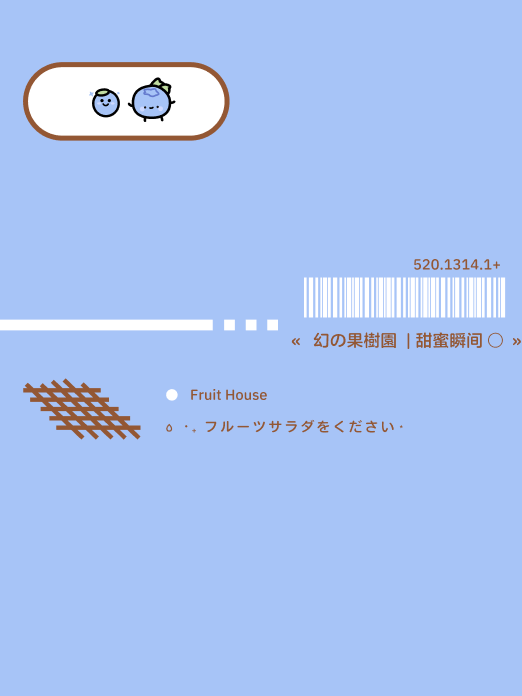 520.1314.1+
« 幻の果樹園 | 甜蜜瞬间 〇 »
Fruit House
フルーツサラダをください